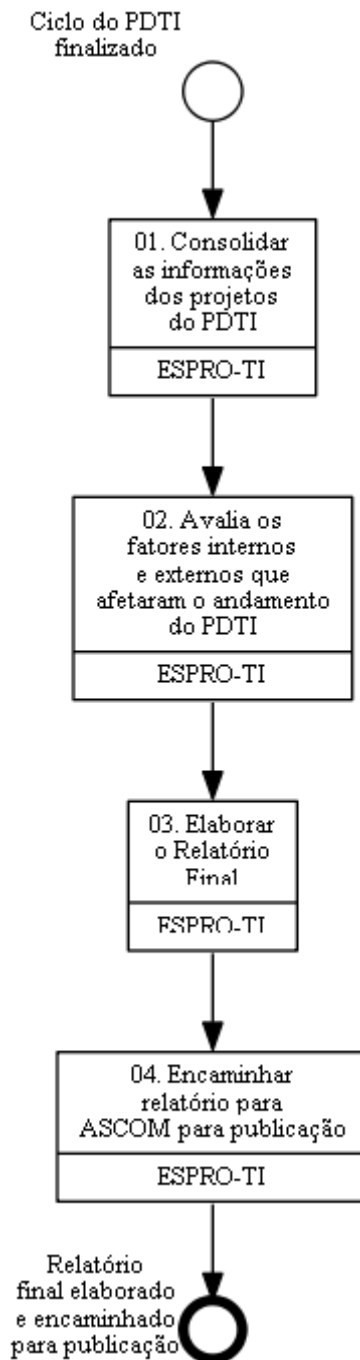 Ciclo do PDTI
finalizado
01. Consolidar
as informações
dos projetos
do PDTI
ESPRO-TI
02. Avalia os
fatores internos
e externos que
afetaram o andamento
do PDTI
ESPRO-TI
03. Elaborar
o Relatório
Final
ESPRO-TI
04. Encaminhar
relatório para
ASCOM para publicação
ESPRO-TI
Relatório
final elaborado
e encaminhado
para publicação